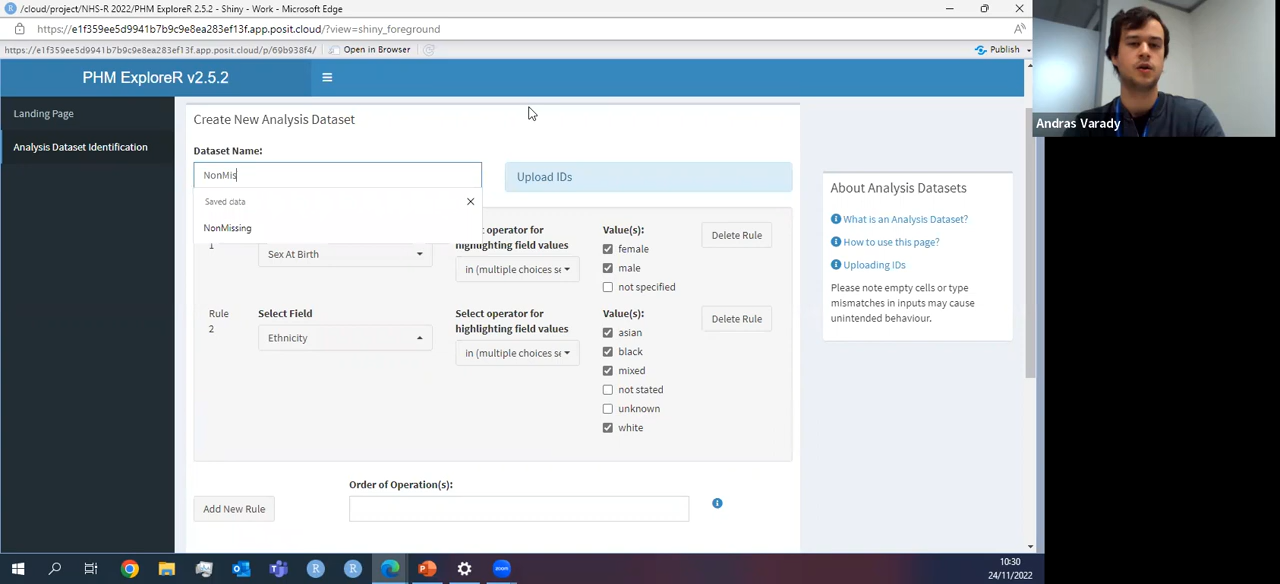 /cloud/project/NHS-R 2022/PHM ExploreR 2.5.2 - Shiny - Work - Microsoft Edge
https://e1f359ee5d9941b7b9c9e8ea283ef13f.app.posit.cloud/?view=shiny_foreground
https://e1f359ee5d9941b7b9c9e8ea283ef13f.app.posit.cloud/p/69b938f4/
Open in Browser
Publish
PHM ExploreR v2.5.2
Landing Page
Analysis Dataset Identification
Create New Analysis Dataset
Dataset Name:
NonMis
Upload IDs
Saved data
NonMissing
1
Sex At Birth
operator for
highlighting field values
in (multiple choices se
Value(s):
female
male
not specified
Delete Rule
Rule
2
Select Field
Ethnicity
Select operator for
highlighting field values
in (multiple choices se
Value(s):
asian
black
mixed
not stated
unknown
white
Delete Rule
Order of Operation(s):
Add New Rule
About Analysis Datasets
What is an Analysis Dataset?
How to use this page?
Uploading IDs
Please note empty cells or type
mismatches in inputs may cause
unintended behaviour.
Andras Varady
zoom
10:30
24/11/2022